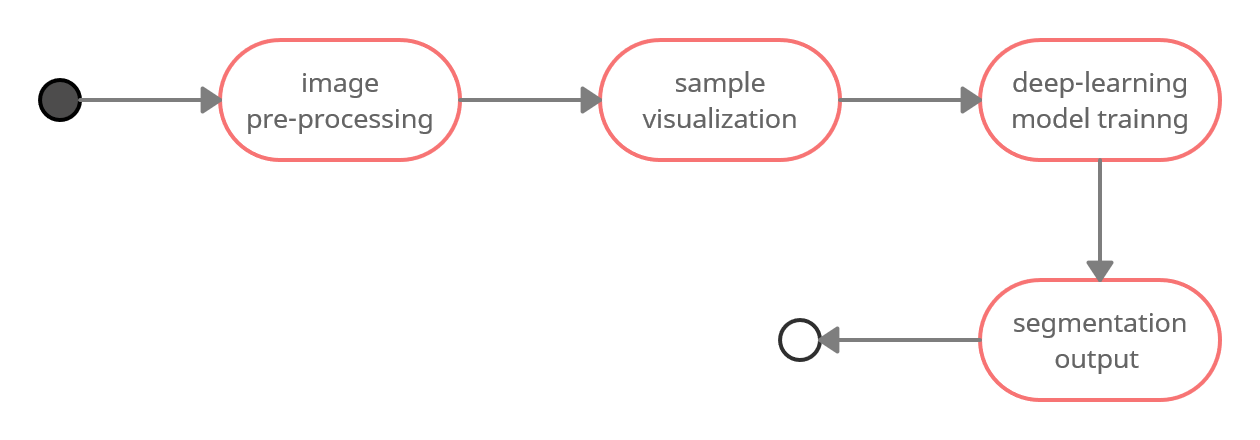 image
pre-processing
sample
visualization
deep-learning
model trainng
segmentation
output